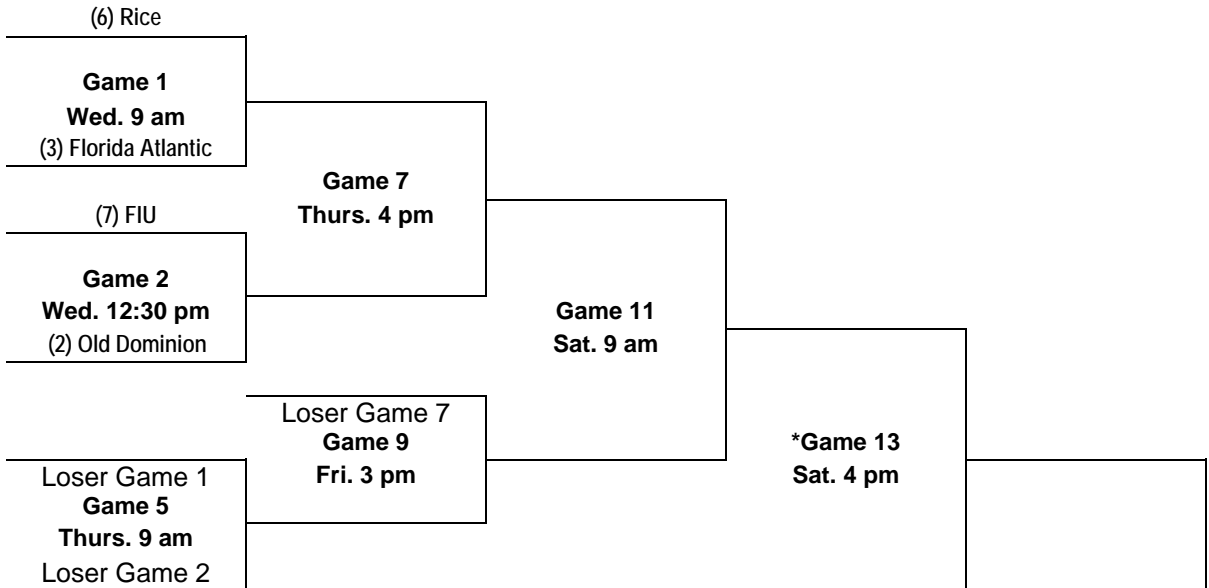 (6) Rice
Game 1
Wed. 9 am
(3) Florida Atlantic
Game 7
Thurs. 4 pm
(7) FIU
Game 2
Wed. 12:30 pm
(2) Old Dominion
Game 11
Sat. 9 am
Loser Game 7
Game 9
Fri. 3 pm
*Game 13
Sat. 4 pm
Loser Game 1
Game 5
Thurs. 9 am
Loser Game 2